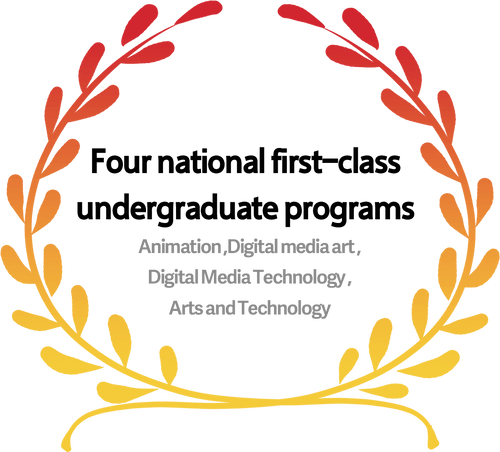 Four national first-class
undergraduate programs
Animation ,Digital media art ,
Digital Media Technology ,
Arts and Technology